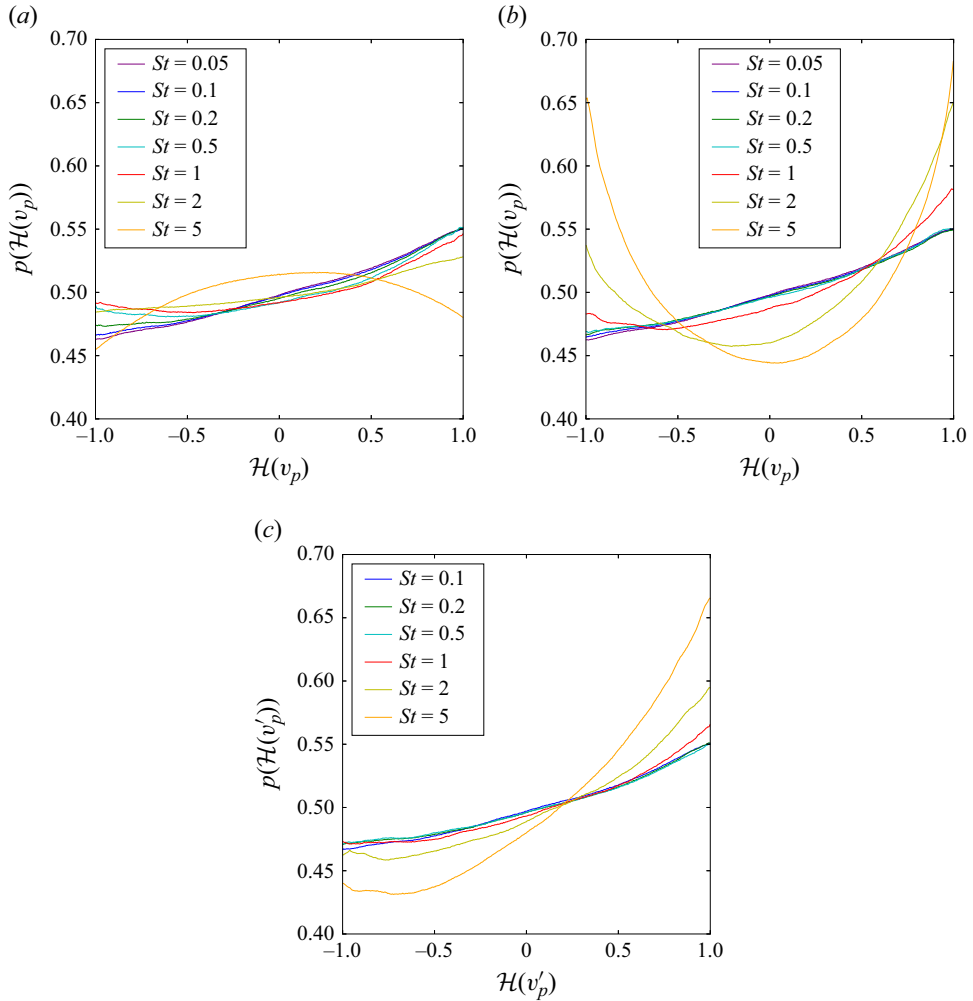 (a)
0.70
0.65
0.60
0.55
0.50
0.45
0.40
p(ℋ(v_p))
St = 0.05
St = 0.1
St = 0.2
St = 0.5
St = 1
St = 2
St = 5
–1.0 –0.5 0 0.5 1.0
ℋ(v_p)
(b)
0.70
0.65
0.60
0.55
0.50
0.45
0.40
p(ℋ(v_p))
St = 0.05
St = 0.1
St = 0.2
St = 0.5
St = 1
St = 2
St = 5
–1.0 –0.5 0 0.5 1.0
ℋ(v_p)
(c)
0.70
0.65
0.60
0.55
0.50
0.45
0.40
p(ℋ(v′_p))
St = 0.1
St = 0.2
St = 0.5
St = 1
St = 2
St = 5
–1.0 –0.5 0 0.5 1.0
ℋ(v′_p)